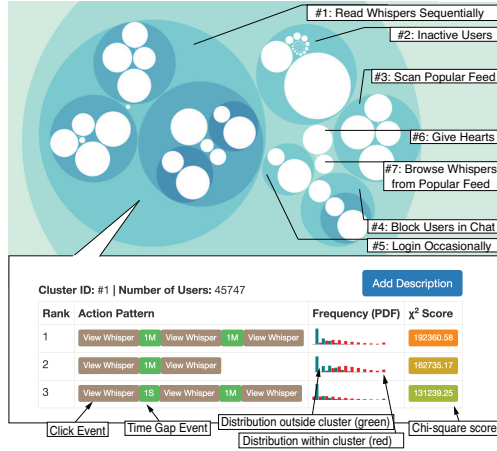 #1: Read Whispers Sequentially
#2: Inactive Users
#3: Scan Popular Feed
#6: Give Hearts
#7: Browse Whispers
from Popular Feed
#4: Block Users in Chat
#5: Login Occasionally
Add Description
Cluster ID: #1 | Number of Users: 45747
Rank Action Pattern Frequency (PDF) χ² Score
1 View Whisper 1M View Whisper 1M View Whisper 192360.58
2 View Whisper 1M View Whisper 162735.17
3 View Whisper 1S View Whisper 1M View Whisper 131239.25
Click Event Time Gap Event Distribution outside cluster (green) Chi-square score
Distribution within cluster (red)